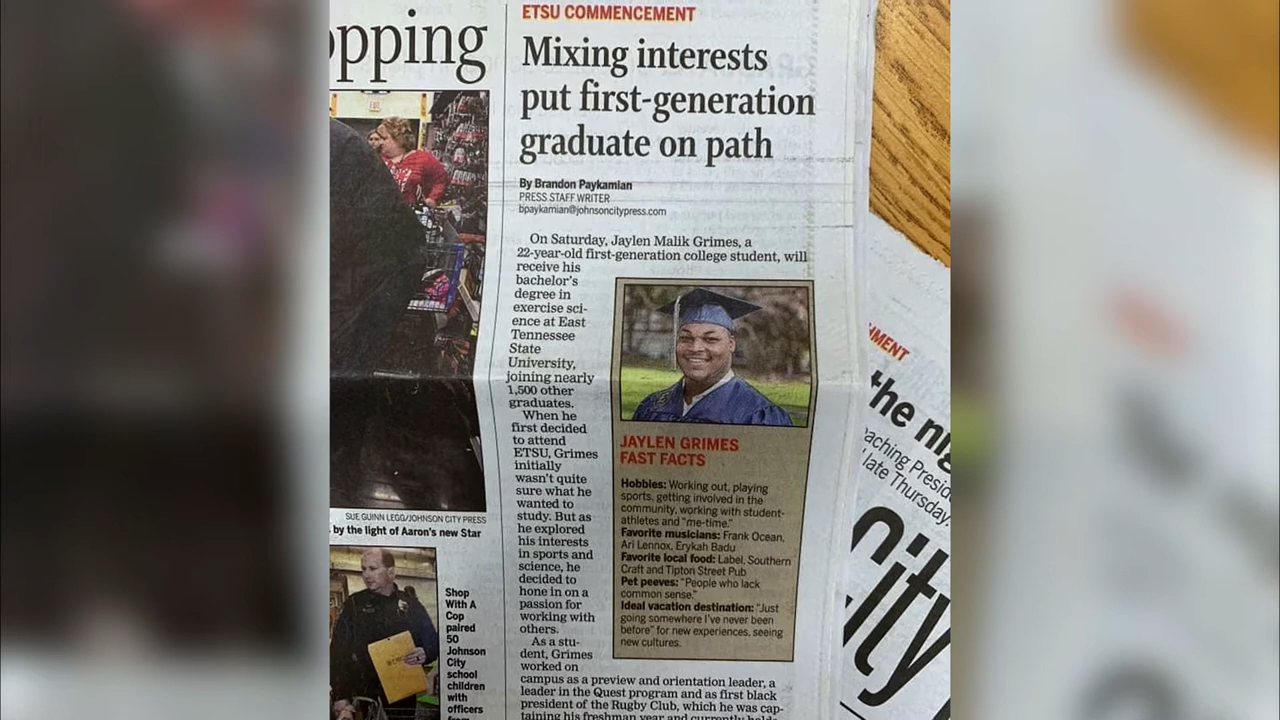 opping
SUE GUINN LEGG/JOHNSON CITY PRESS
by the light of Aaron's new Star
Shop
With A
Cop
paired
50
Johnson
City
school
children
with
officers
from
ETSU COMMENCEMENT
Mixing interests
put first-generation
graduate on path
By Brandon Paykamian
PRESS STAFF WRITER
bpaykamian@johnsoncitypress.com
On Saturday, Jaylen Malik Grimes, a
22-year-old first-generation college student, will
receive his
bachelor's
degree in
exercise sci-
ence at East
Tennessee
State
University,
joining nearly
1,500 other
graduates.
When he
first decided
to attend
ETSU, Grimes
initially
wasn't quite
sure what he
wanted to
study. But as
he explored
his interests
in sports and
science, he
decided to
hone in on a
passion for
working with
others.
As a stu-
dent, Grimes
worked on
campus as a preview and orientation leader, a
leader in the Quest program and as first black
president of the Rugby Club, which he was cap-
taining his freshman year and currently holds
JAYLEN GRIMES
FAST FACTS
Hobbies: Working out, playing
sports, getting involved in the
community, working with student-
athletes and "me-time."
Favorite musicians: Frank Ocean,
Ari Lennox, Erykah Badu
Favorite local food: Label, Southern
Craft and Tipton Street Pub
Pet peeves: "People who lack
common sense."
Ideal vacation destination: "Just
going somewhere I've never been
before" for new experiences, seeing
new cultures.
MENT
the ni
eaching Presid
late Thursday.
City